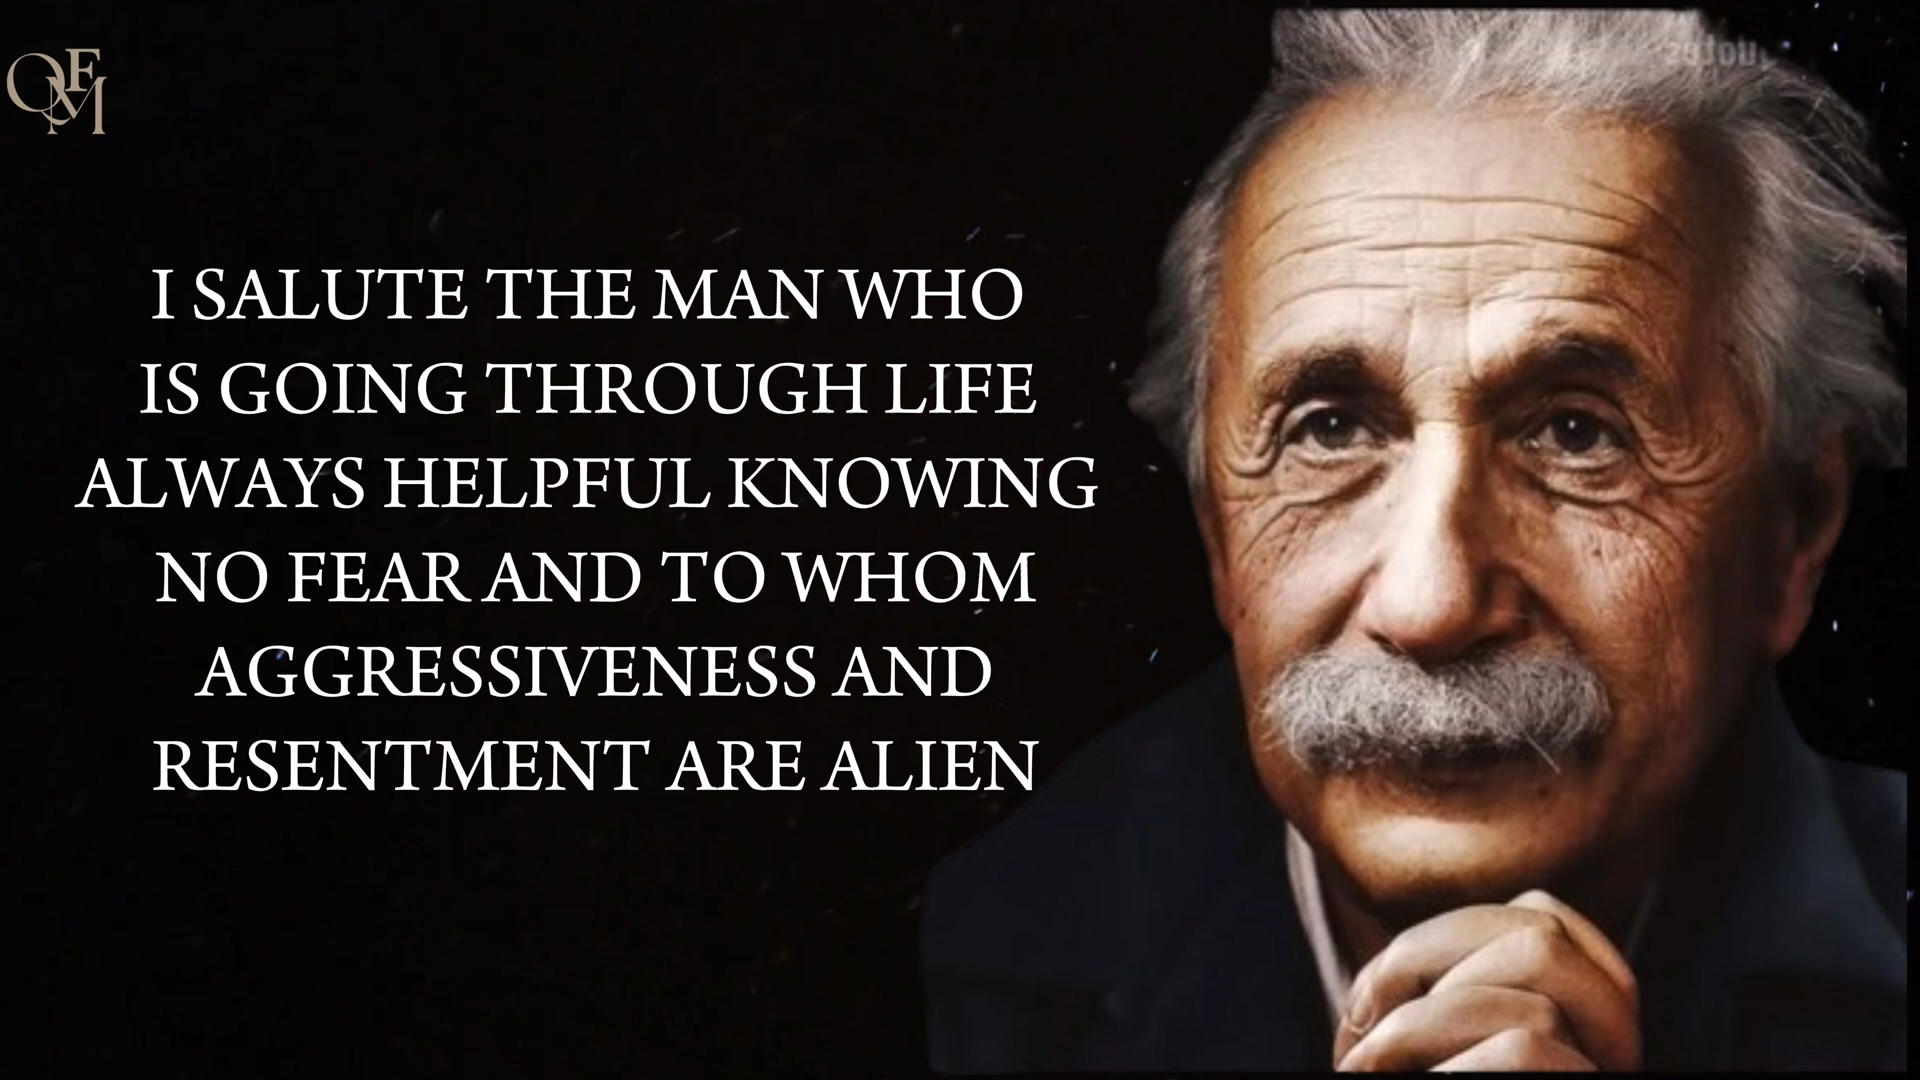 QFM
I SALUTE THE MAN WHO
IS GOING THROUGH LIFE
ALWAYS HELPFUL KNOWING
NO FEAR AND TO WHOM
AGGRESSIVENESS AND
RESENTMENT ARE ALIEN